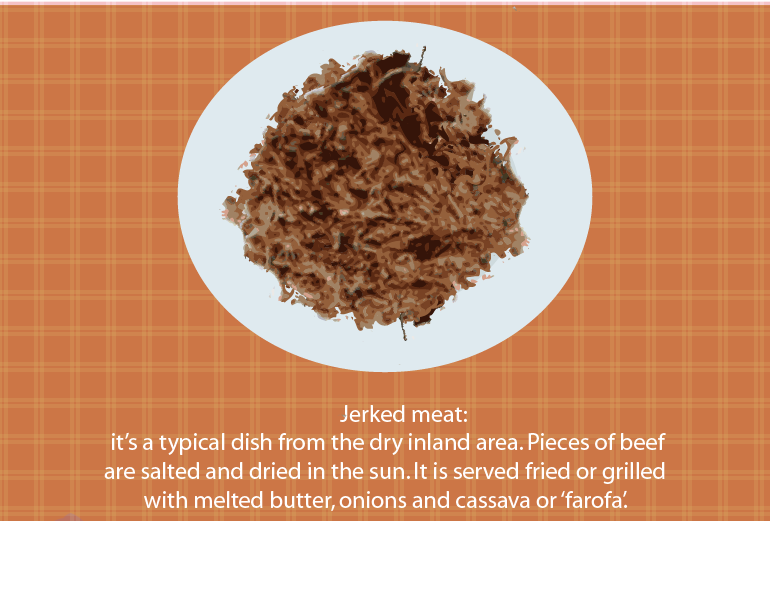 Jerked meat:
it’s a typical dish from the dry inland area. Pieces of beef
are salted and dried in the sun. It is served fried or grilled
with melted butter, onions and cassava or ‘farofa’.